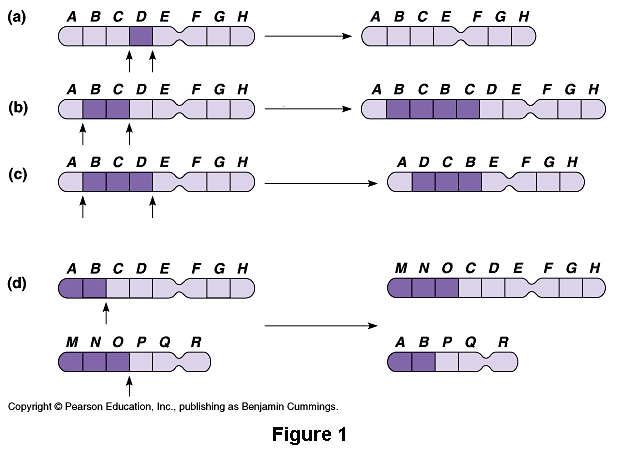 (a) A B C D E F G H A B C E F G H
(b) A B C D E F G H A B C B C D E F G H
(c) A B C D E F G H A D C B E F G H
(d) A B C D E F G H M N O C D E F G H
M N O P Q R A B P Q R
Copyright © Pearson Education, Inc., publishing as Benjamin Cummings.
Figure 1